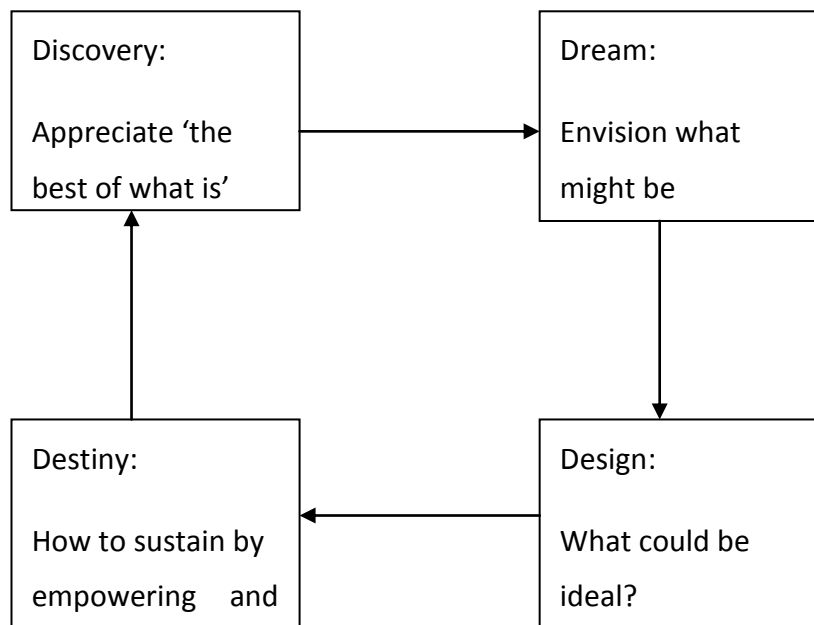 Discovery:
Appreciate ‘the
best of what is’
Dream:
Envision what
might be
Destiny:
How to sustain by
empowering and
Design:
What could be
ideal?